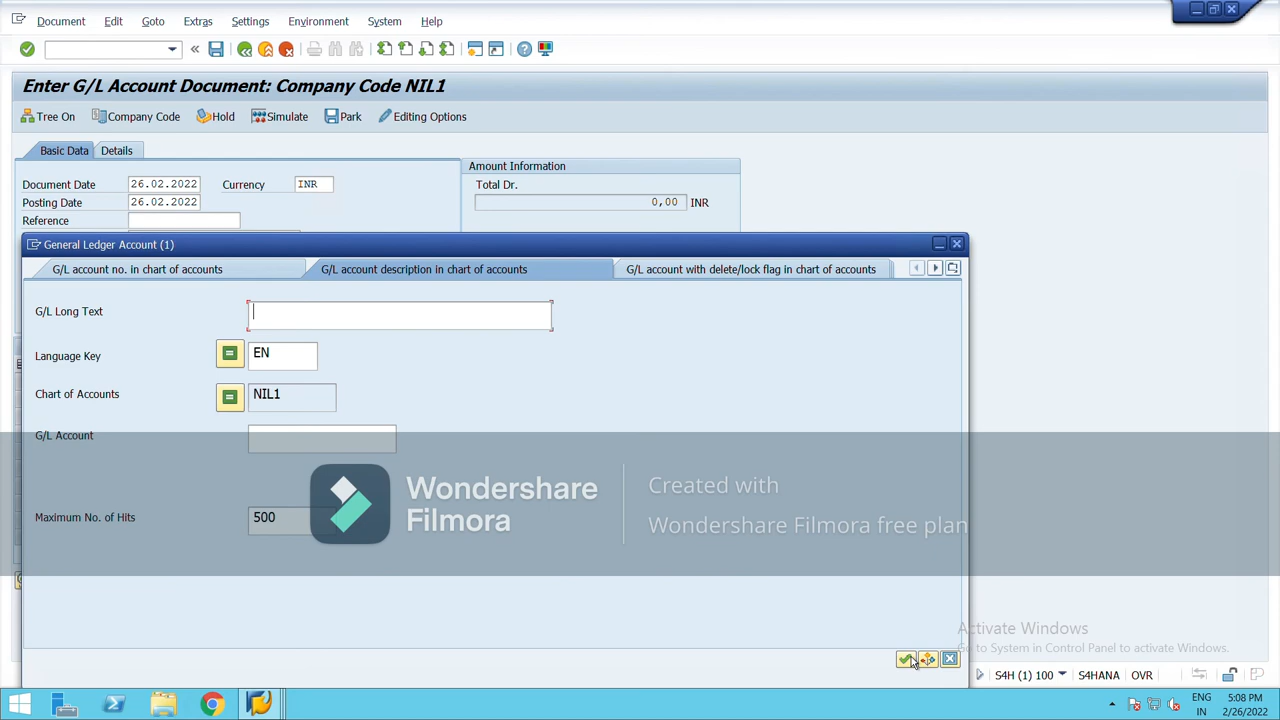 Document Edit Goto Extras Settings Environment System Help
Enter G/L Account Document: Company Code NIL1
Tree On Company Code Hold Simulate Park Editing Options
Basic Data Details
Amount Information
Document Date 26.02.2022 Currency INR
Total Dr.
Posting Date 26.02.2022
0,00 INR
Reference
General Ledger Account (1)
G/L account no. in chart of accounts G/L account description in chart of accounts G/L account with delete/lock flag in chart of accounts
G/L Long Text
Language Key EN
Chart of Accounts NIL1
G/L Account
Wondershare
Filmora
Created with
Wondershare Filmora free plan
Maximum No. of Hits 500
Activate Windows
Go to System in Control Panel to activate Windows.
S4H (1) 100 S4HANA OVR
ENG
IN
5:08 PM
2/26/2022